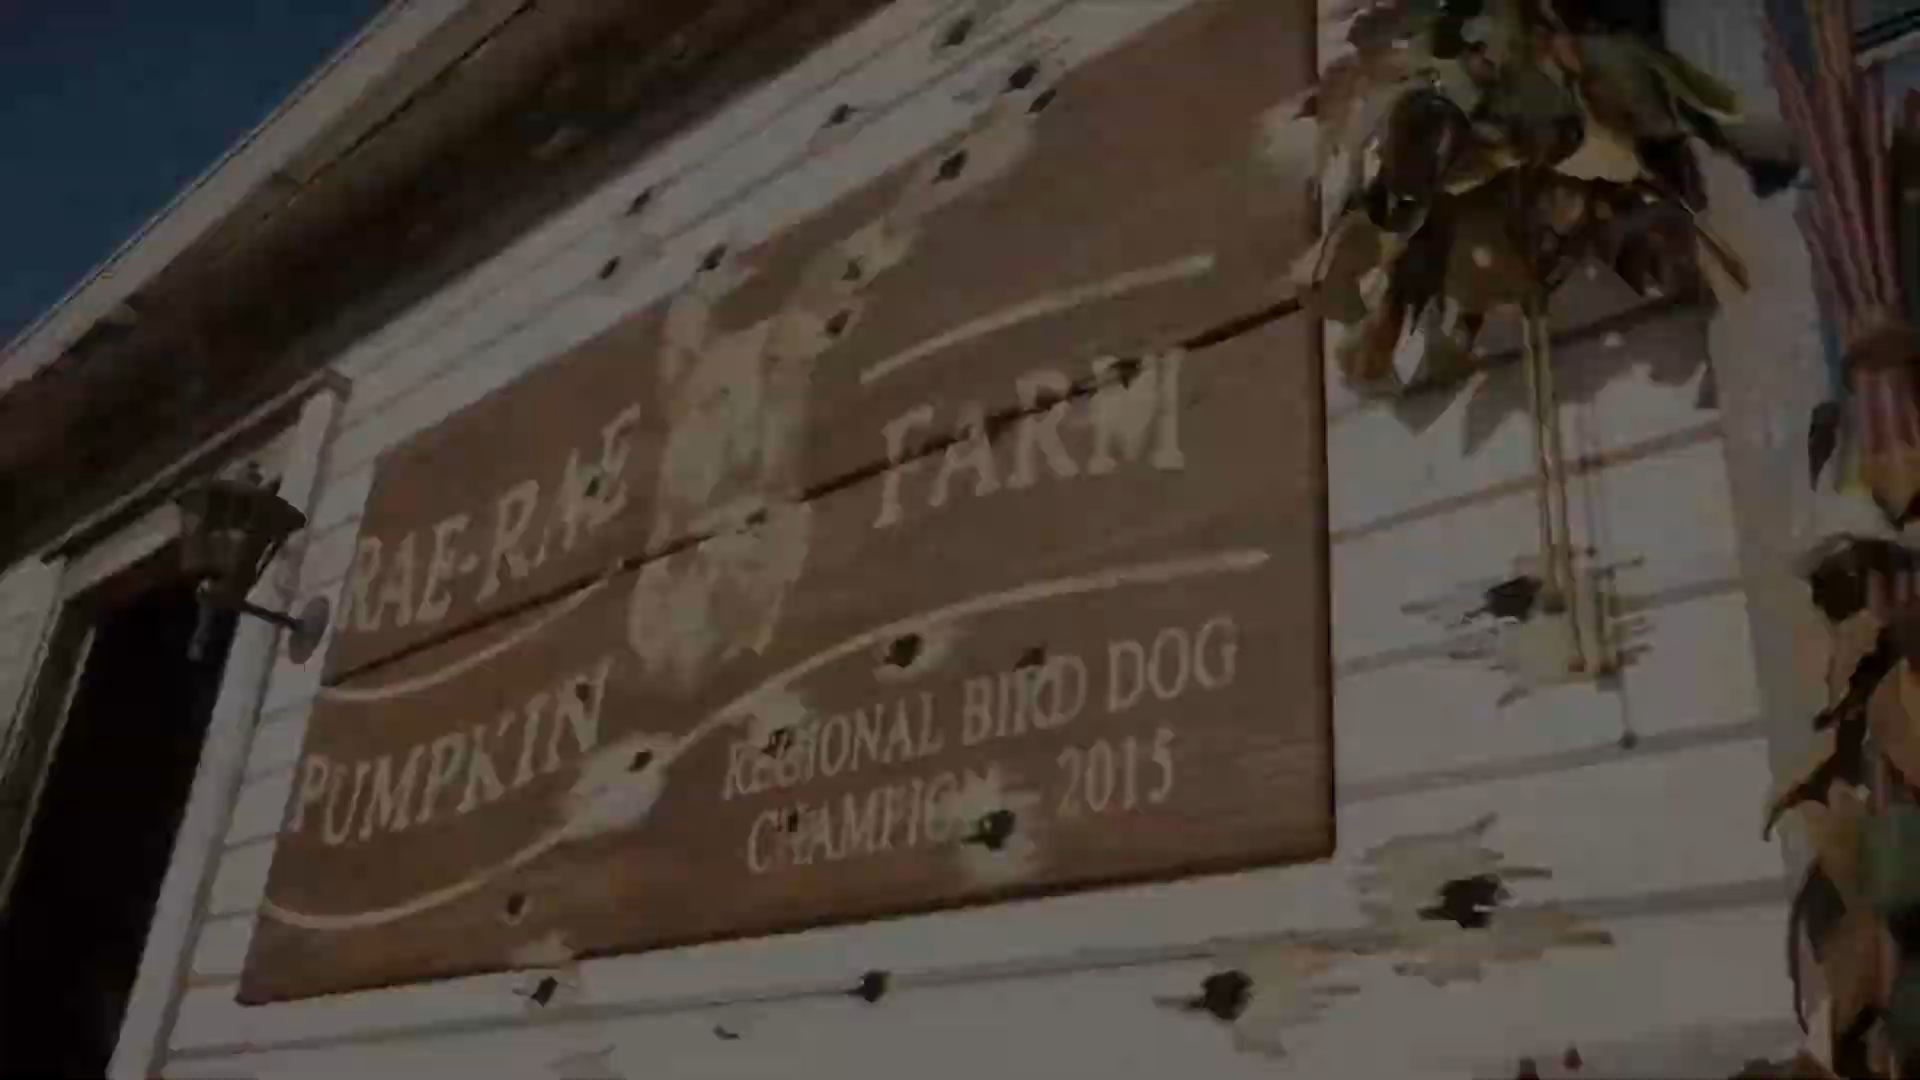 RAE-RAE
PUMPKIN
FARM
REGIONAL BIRD DOG
CHAMPION - 2015